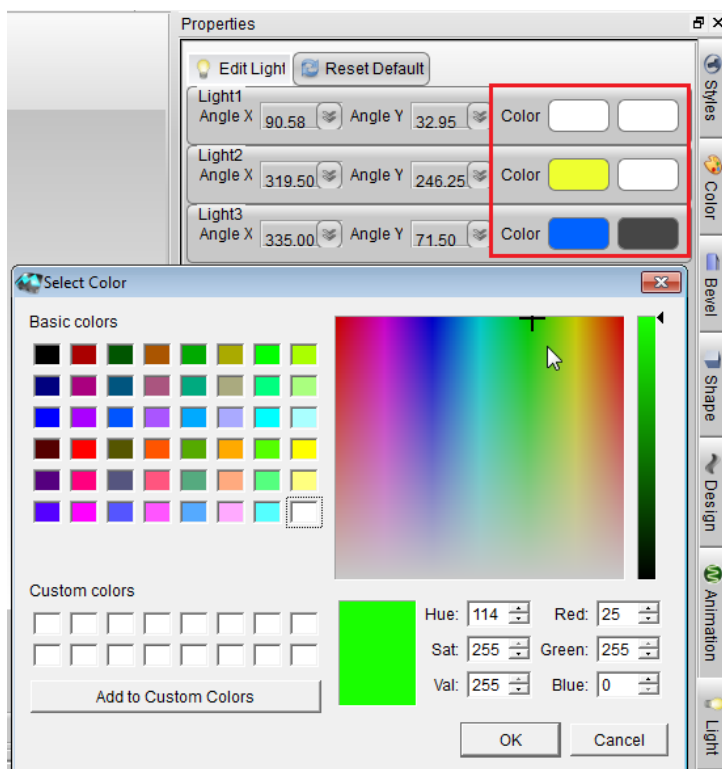 Properties
Edit Light Reset Default
Light1
Angle X 90.58 Angle Y 32.95 Color
Light2
Angle X 319.50 Angle Y 246.25 Color
Light3
Angle X 335.00 Angle Y 71.50 Color
Styles
Color
Bevel
Shape
Design
Animation
Light
Select Color
Basic colors
Custom colors
Add to Custom Colors
Hue: 114 Red: 25
Sat: 255 Green: 255
Val: 255 Blue: 0
OK Cancel